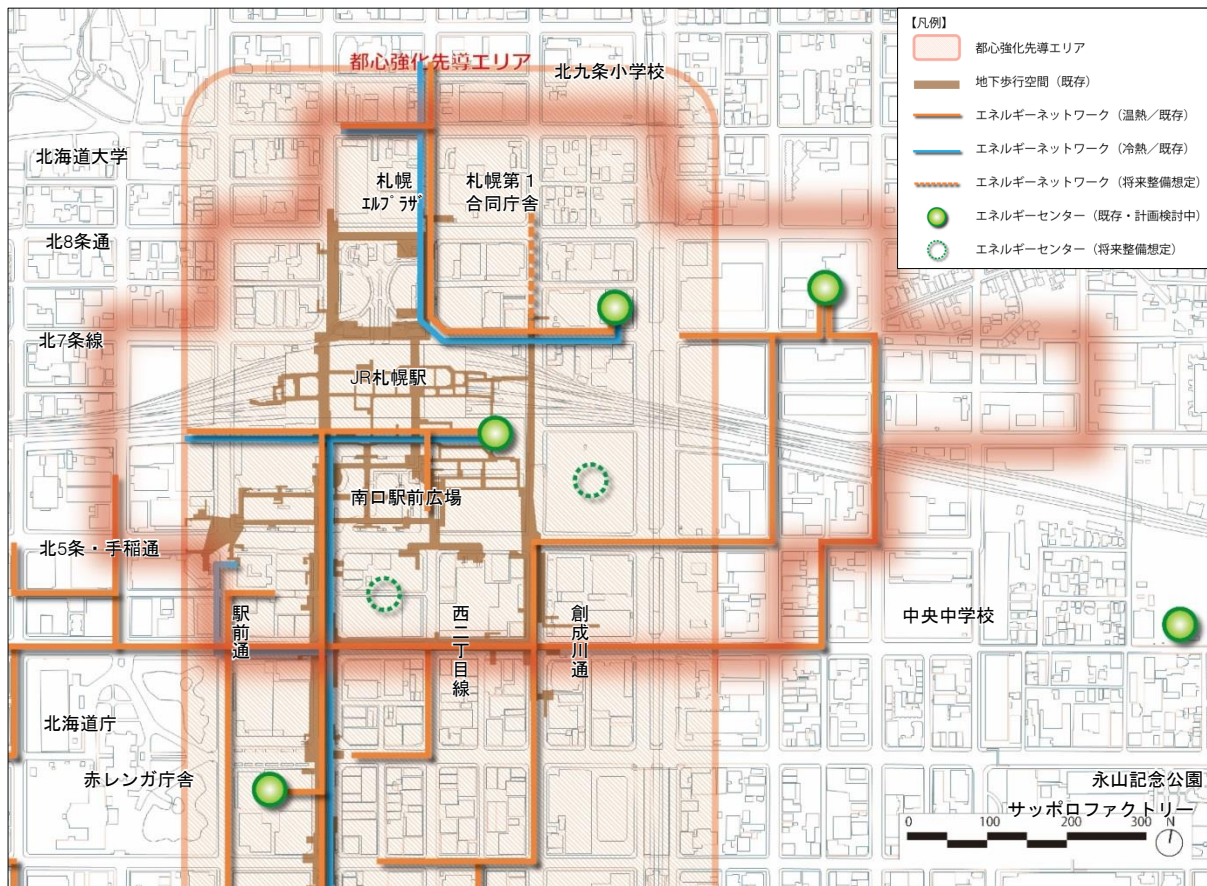 【凡例】
都心強化先導エリア
地下歩行空間（既存）
エネルギーネットワーク（温熱／既存）
エネルギーネットワーク（冷熱／既存）
エネルギーネットワーク（将来整備想定）
エネルギーセンター（既存・計画検討中）
エネルギーセンター（将来整備想定）
都心強化先導エリア
北九条小学校
北海道大学
札幌
ｴﾙﾌﾟﾗｻﾞ
札幌第１
合同庁舎
北8条通
北7条線
JR札幌駅
南口駅前広場
北5条・手稲通
駅前通
西二丁目線
創成川通
中央中学校
北海道庁
赤レンガ庁舎
永山記念公園
サッポロファクトリー
0 100 200 300
N